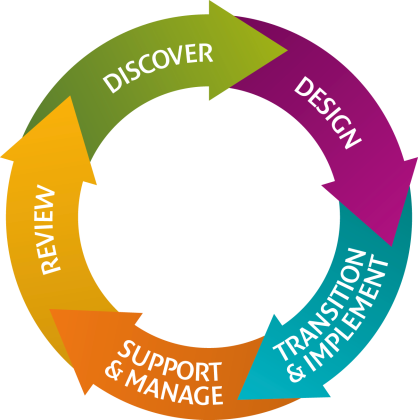 DISCOVER
DESIGN
TRANSITION
& IMPLEMENT
SUPPORT
& MANAGE
REVIEW